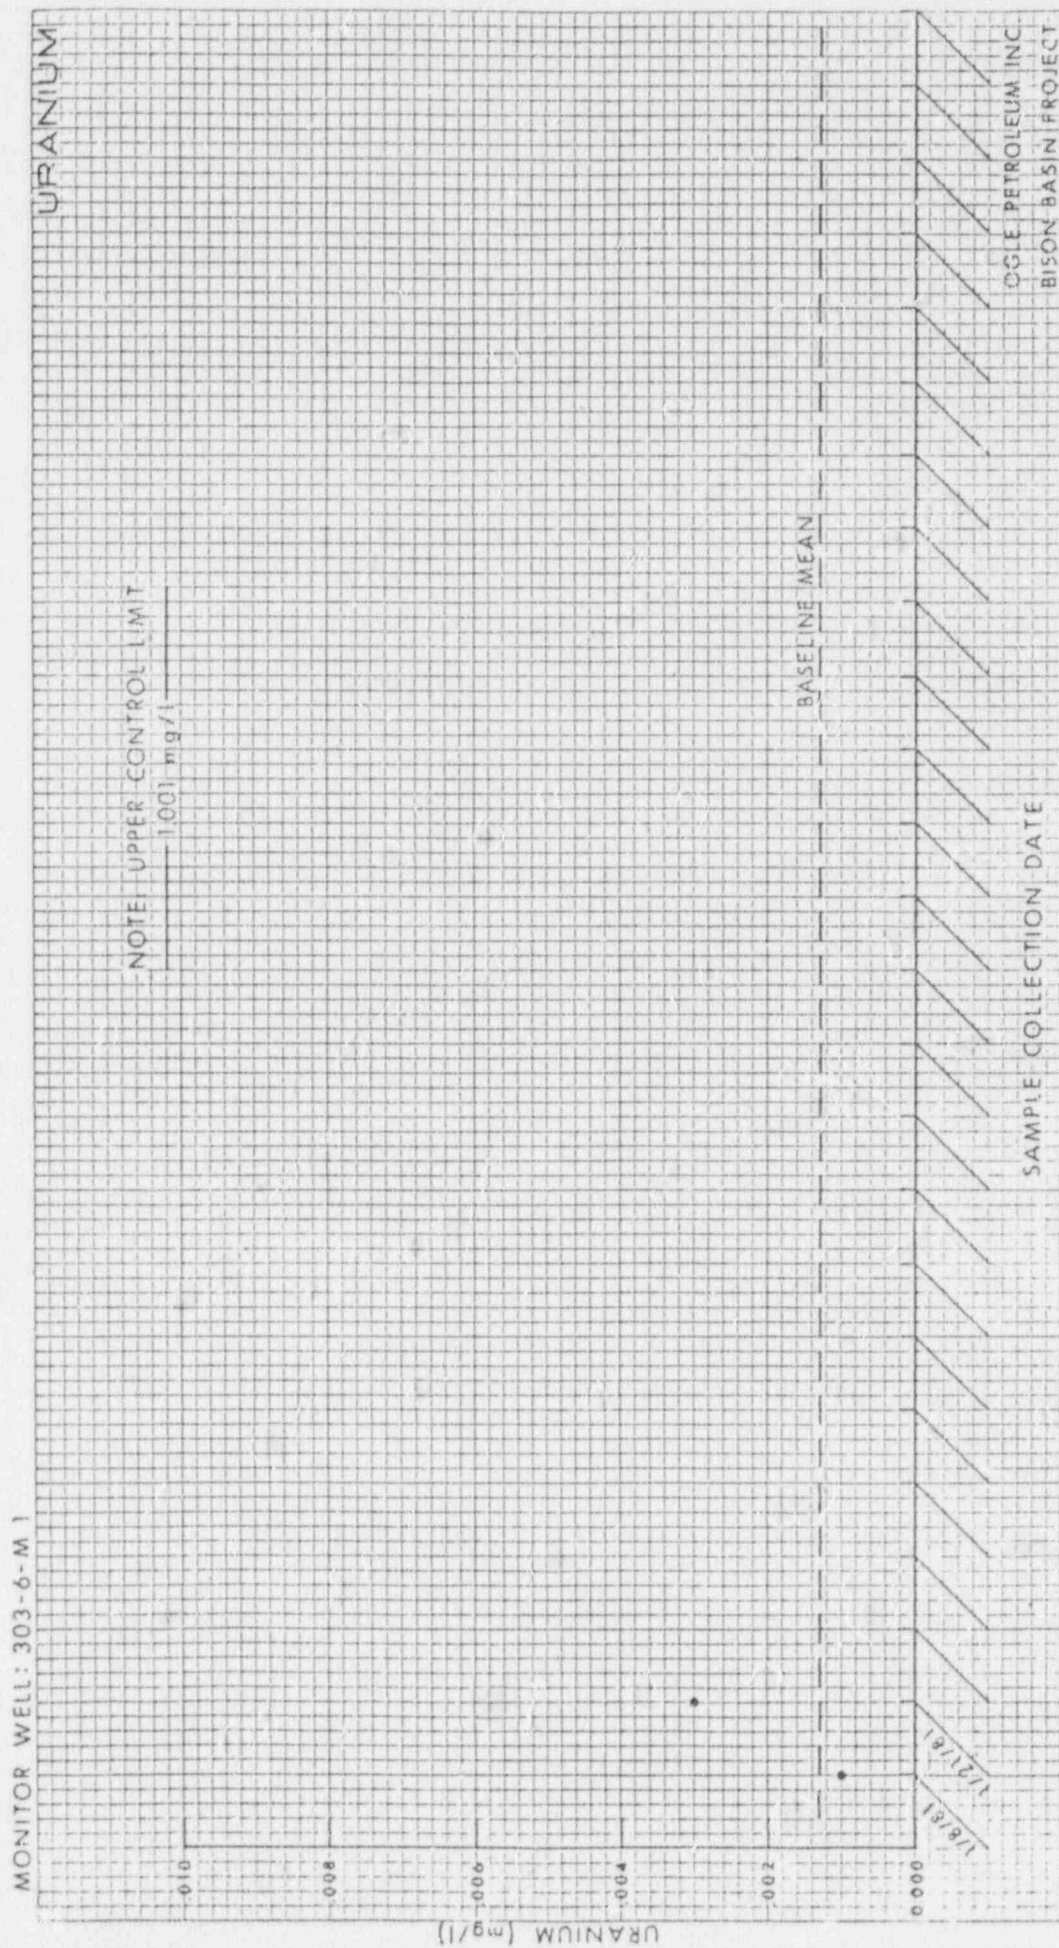 MONITOR WELL: 303-6-M 1
URANIUM
NOTE: UPPER CONTROL LIMIT
1.001 mg/l
URANIUM (mg/l)
.010
.008
.006
.004
.002
0.000
BASELINE MEAN
1/8/81
1/21/81
SAMPLE COLLECTION DATE
OGLE PETROLEUM INC.
BISON BASIN PROJECT